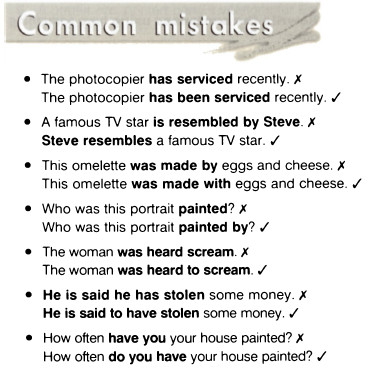 Common mistakes
• The photocopier has serviced recently. ✗
The photocopier has been serviced recently. ✓
• A famous TV star is resembled by Steve. ✗
Steve resembles a famous TV star. ✓
• This omelette was made by eggs and cheese. ✗
This omelette was made with eggs and cheese. ✓
• Who was this portrait painted? ✗
Who was this portrait painted by? ✓
• The woman was heard scream. ✗
The woman was heard to scream. ✓
• He is said he has stolen some money. ✗
He is said to have stolen some money. ✓
• How often have you your house painted? ✗
How often do you have your house painted? ✓